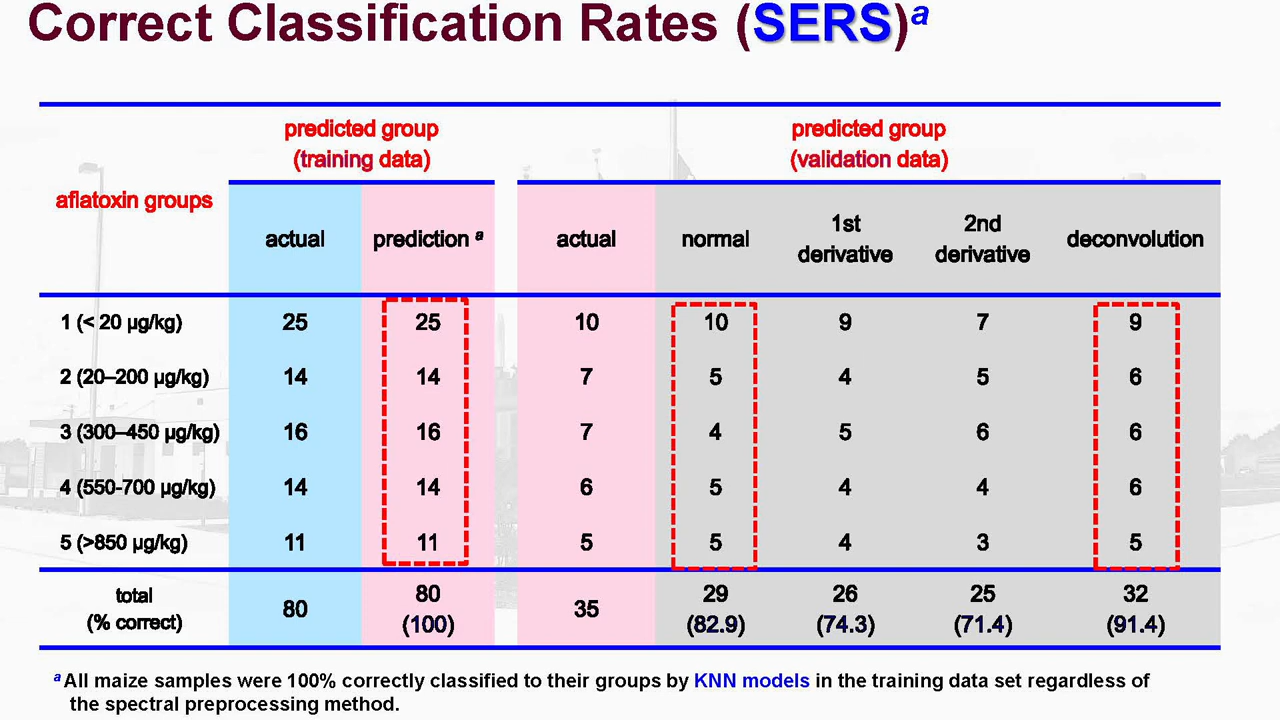 Correct Classification Rates (SERS)a
predicted group
(training data)
predicted group
(validation data)
aflatoxin groups
actual prediction a actual normal 1st derivative 2nd derivative deconvolution
1 (< 20 µg/kg) 25 25 10 10 9 7 9
2 (20–200 µg/kg) 14 14 7 5 4 5 6
3 (300–450 µg/kg) 16 16 7 4 5 6 6
4 (550-700 µg/kg) 14 14 6 5 4 4 6
5 (>850 µg/kg) 11 11 5 5 4 3 5
total 80 80 35 29 26 25 32
(% correct) (100) (82.9) (74.3) (71.4) (91.4)
a All maize samples were 100% correctly classified to their groups by KNN models in the training data set regardless of
the spectral preprocessing method.